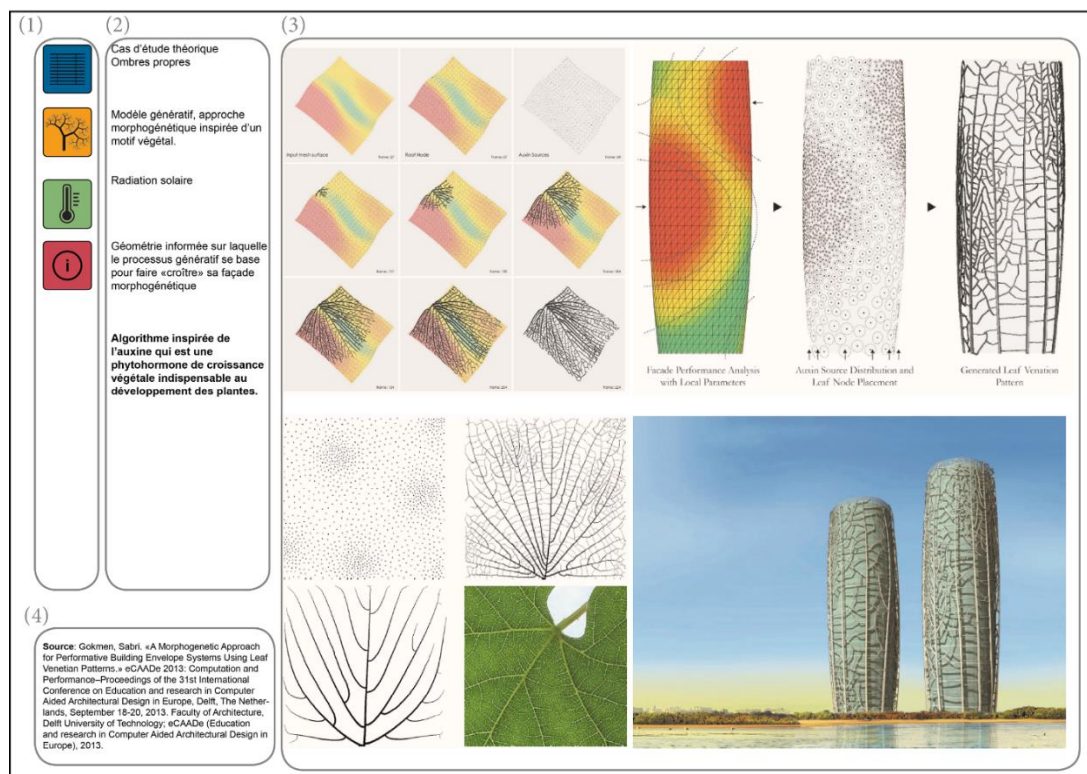 (1)
(2)
(3)
Cas d’étude théorique
Ombres propres
Modèle génératif, approche
morphogénétique inspirée d’un
motif végétal.
Radiation solaire
i
Géométrie informée sur laquelle
le processus génératif se base
pour faire «croître» sa façade
morphogénétique
Algorithme inspirée de
l’auxine qui est une
phytohormone de croissance
végétale indispensable au
développement des plantes.
Input mesh surface
Root Node
Auxin Sources
Facade Performance Analysis
with Local Parameters
Auxin Source Distribution and
Leaf Node Placement
Generated Leaf Venation
Pattern
(4)
Source: Gokmen, Sabri. «A Morphogenetic Approach
for Performative Building Envelope Systems Using Leaf
Venetian Patterns.» eCAADe 2013: Computation and
Performance–Proceedings of the 31st International
Conference on Education and research in Computer
Aided Architectural Design in Europe, Delft, The Nether-
lands, September 18-20, 2013. Faculty of Architecture,
Delft University of Technology; eCAADe (Education
and research in Computer Aided Architectural Design in
Europe), 2013.